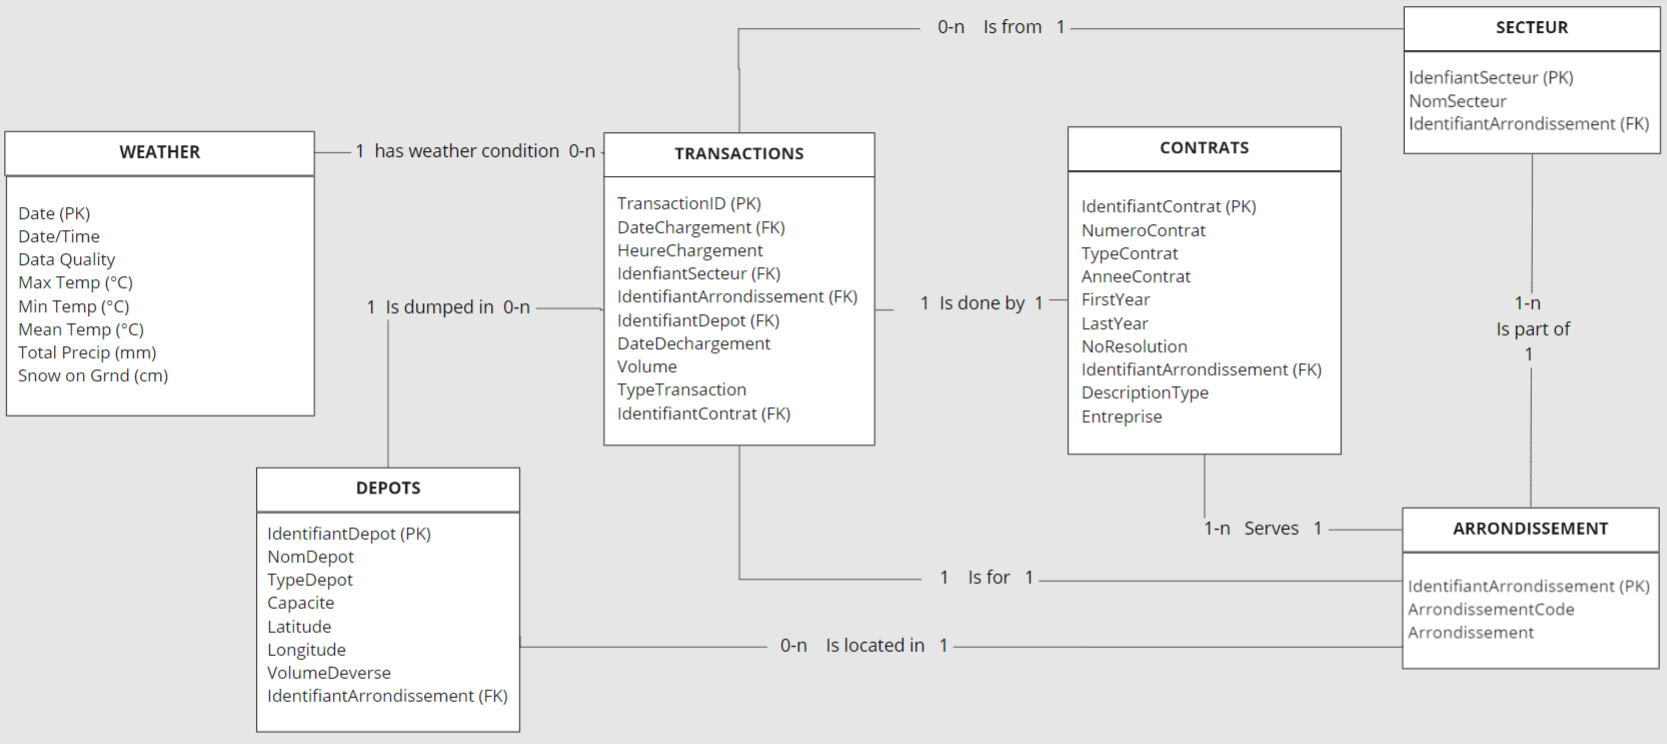 0-n Is from 1
SECTEUR
IdenfiantSecteur (PK)
NomSecteur
IdentifiantArrondissement (FK)
WEATHER
Date (PK)
Date/Time
Data Quality
Max Temp (°C)
Min Temp (°C)
Mean Temp (°C)
Total Precip (mm)
Snow on Grnd (cm)
1 has weather condition 0-n
TRANSACTIONS
TransactionID (PK)
DateChargement (FK)
HeureChargement
IdenfiantSecteur (FK)
IdentifiantArrondissement (FK)
IdentifiantDepot (FK)
DateDechargement
Volume
TypeTransaction
IdentifiantContrat (FK)
CONTRATS
IdentifiantContrat (PK)
NumeroContrat
TypeContrat
AnneeContrat
FirstYear
LastYear
NoResolution
IdentifiantArrondissement (FK)
DescriptionType
Entreprise
1 Is dumped in 0-n
1 Is done by 1
1-n
Is part of
1
DEPOTS
IdentifiantDepot (PK)
NomDepot
TypeDepot
Capacite
Latitude
Longitude
VolumeDeverse
IdentifiantArrondissement (FK)
1-n Serves 1
1 Is for 1
0-n Is located in 1
ARRONDISSEMENT
IdentifiantArrondissement (PK)
ArrondissementCode
Arrondissement